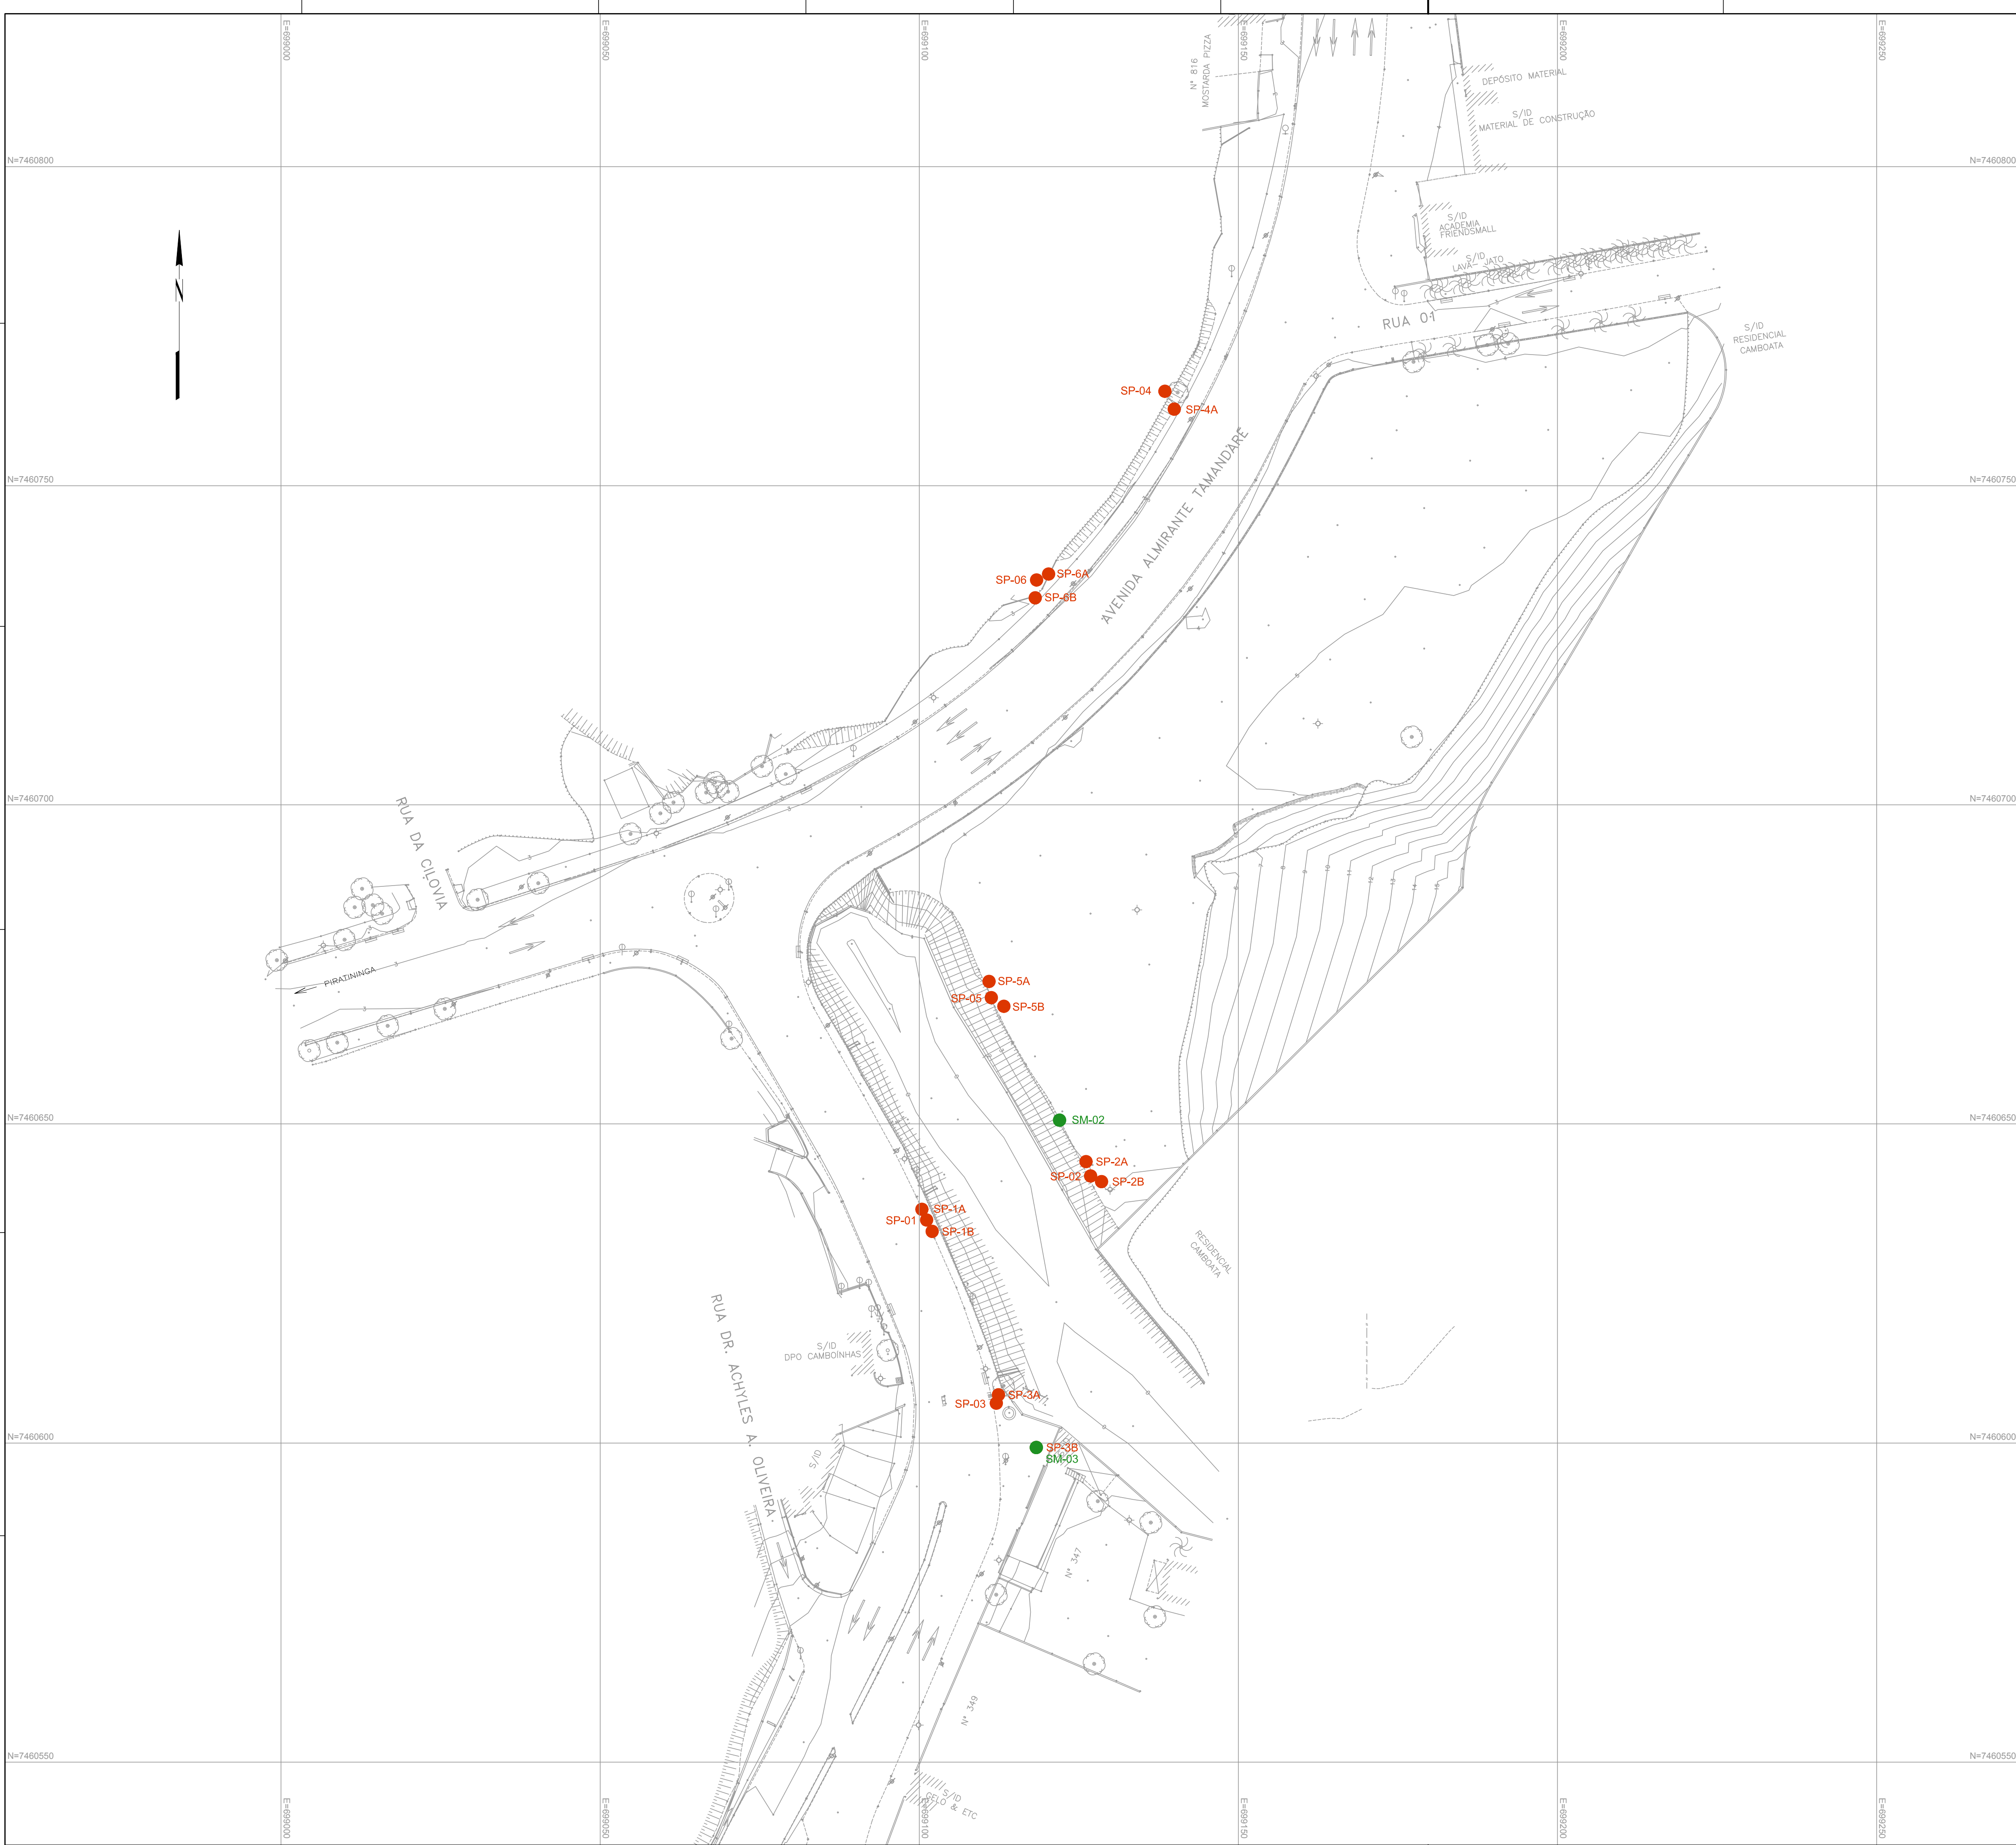 E=699000
E=699050
E=699100
E=699150
E=699200
E=699250
N° 816
MOSTARDA PIZZA
DEPÓSITO MATERIAL
S/ID
MATERIAL DE CONSTRUÇÃO
N=7460800
N=7460800
S/ID
ACADEMIA
FRIENDSMALL
S/ID
LAVA- JATO
N
RUA 01
S/ID
RESIDENCIAL
CAMBOATA
SP-04
SP-4A
AVENIDA ALMIRANTE TAMANDARÉ
N=7460750
N=7460750
SP-06
SP-6A
SP-6B
N=7460700
N=7460700
RUA DA CILOVIA
PIRATININGA
SP-5A
SP-05
SP-5B
N=7460650
N=7460650
SM-02
SP-2A
SP-02
SP-2B
SP-1A
SP-01
SP-1B
RESIDENCIAL
CAMBOATA
RUA DR. ACHYLES A. OLIVEIRA
S/ID
DPO CAMBOÍNHAS
SP-3A
SP-03
N=7460600
N=7460600
SP-3B
SM-03
S/ID
N° 347
N° 349
N=7460550
N=7460550
S/ID
GELO & ETC
E=699000
E=699050
E=699100
E=699150
E=699200
E=699250